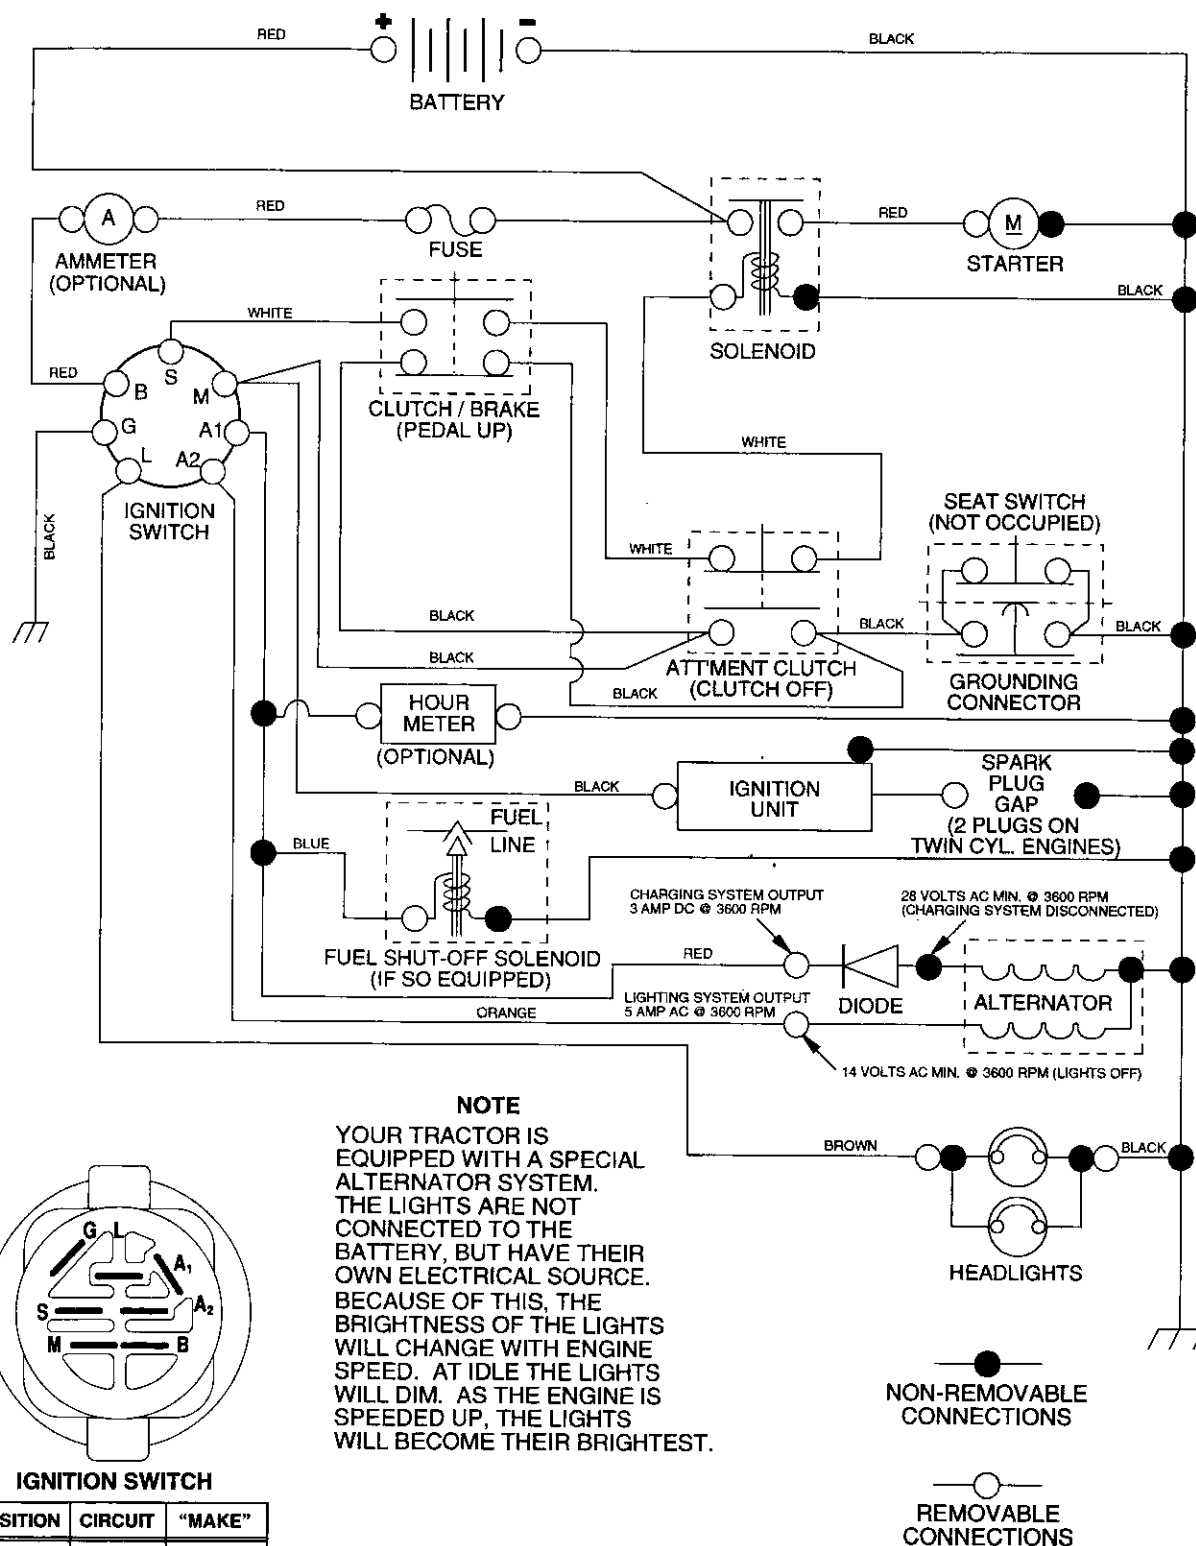 + -
RED
BLACK
BATTERY
A
RED
RED
M
AMMETER
(OPTIONAL)
FUSE
STARTER
WHITE
BLACK
SOLENOID
RED
S
B
M
G
A1
L
A2
CLUTCH / BRAKE
(PEDAL UP)
IGNITION
SWITCH
WHITE
SEAT SWITCH
(NOT OCCUPIED)
BLACK
WHITE
BLACK
BLACK
BLACK
BLACK
ATT'MENT CLUTCH
(CLUTCH OFF)
BLACK
GROUNDING
CONNECTOR
HOUR
METER
(OPTIONAL)
BLACK
IGNITION
UNIT
SPARK
PLUG
GAP
(2 PLUGS ON
TWIN CYL. ENGINES)
FUEL
LINE
BLUE
CHARGING SYSTEM OUTPUT
3 AMP DC @ 3600 RPM
28 VOLTS AC MIN. @ 3600 RPM
(CHARGING SYSTEM DISCONNECTED)
FUEL SHUT-OFF SOLENOID
(IF SO EQUIPPED)
RED
DIODE
ALTERNATOR
LIGHTING SYSTEM OUTPUT
5 AMP AC @ 3600 RPM
ORANGE
14 VOLTS AC MIN. @ 3600 RPM (LIGHTS OFF)
NOTE
YOUR TRACTOR IS
EQUIPPED WITH A SPECIAL
ALTERNATOR SYSTEM.
THE LIGHTS ARE NOT
CONNECTED TO THE
BATTERY, BUT HAVE THEIR
OWN ELECTRICAL SOURCE.
BECAUSE OF THIS, THE
BRIGHTNESS OF THE LIGHTS
WILL CHANGE WITH ENGINE
SPEED. AT IDLE THE LIGHTS
WILL DIM. AS THE ENGINE IS
SPEEDED UP, THE LIGHTS
WILL BECOME THEIR BRIGHTEST.
BROWN
BLACK
HEADLIGHTS
G L
A1
S
A2
M
B
IGNITION SWITCH
SITION CIRCUIT "MAKE"
NON-REMOVABLE
CONNECTIONS
REMOVABLE
CONNECTIONS